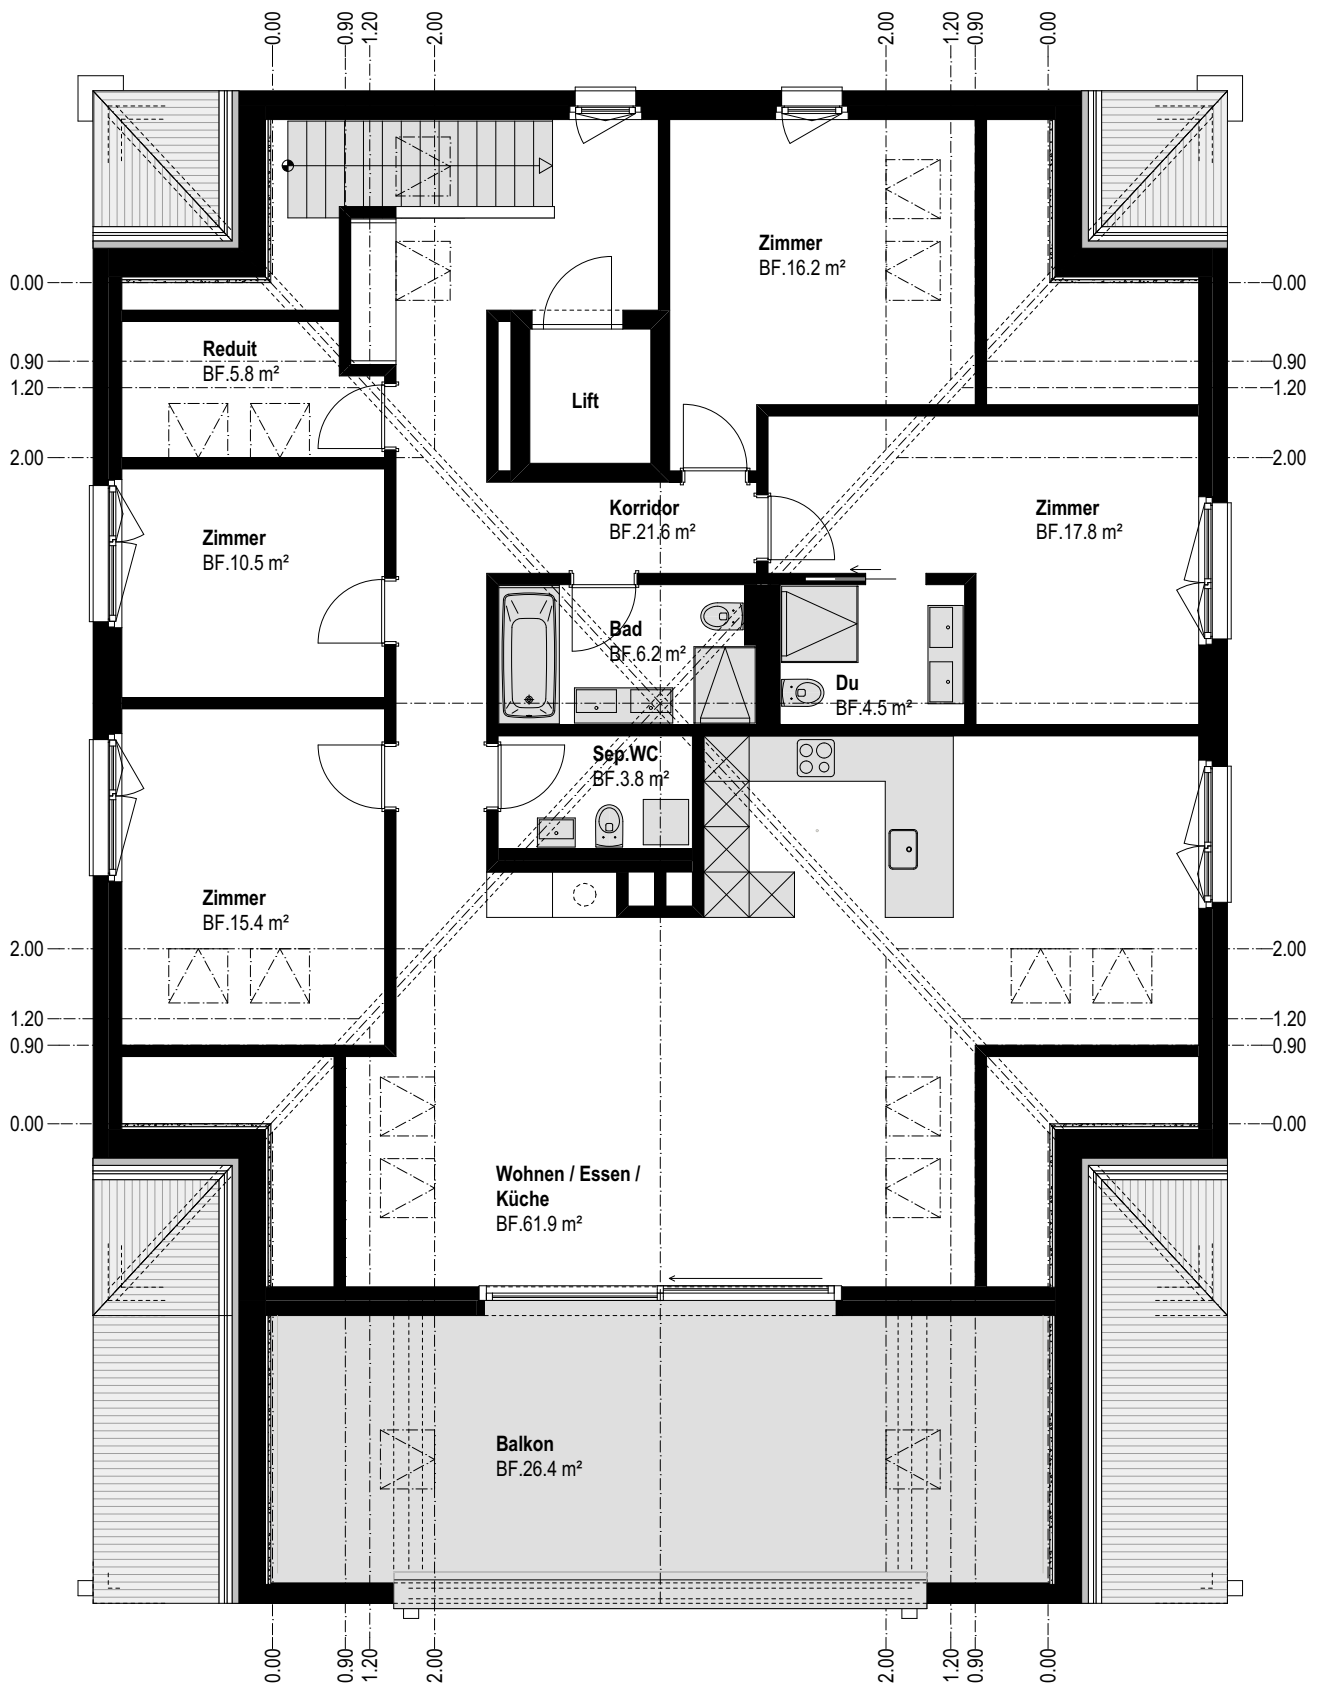 0.00
0.90
1.20
2.00
2.00
1.20
0.90
0.00
Zimmer
BF.16.2 m²
0.00
0.00
Reduit
BF.5.8 m²
0.90
0.90
1.20
1.20
Lift
2.00
2.00
Zimmer
BF.10.5 m²
Korridor
BF.21.6 m²
Zimmer
BF.17.8 m²
Bad
BF.6.2 m²
Du
BF.4.5 m²
Sep.WC
BF.3.8 m²
Zimmer
BF.15.4 m²
2.00
2.00
1.20
1.20
0.90
0.90
0.00
0.00
Wohnen / Essen /
Küche
BF.61.9 m²
Balkon
BF.26.4 m²
0.00
0.90
1.20
2.00
2.00
1.20
0.90
0.00